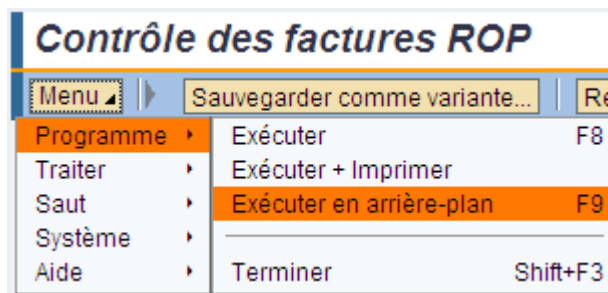 Contrôle des factures ROP
Menu Sauvegarder comme variante... Re
Programme Exécuter F8
Traiter Exécuter + Imprimer
Saut Exécuter en arrière-plan F9
Système
Aide Terminer Shift+F3